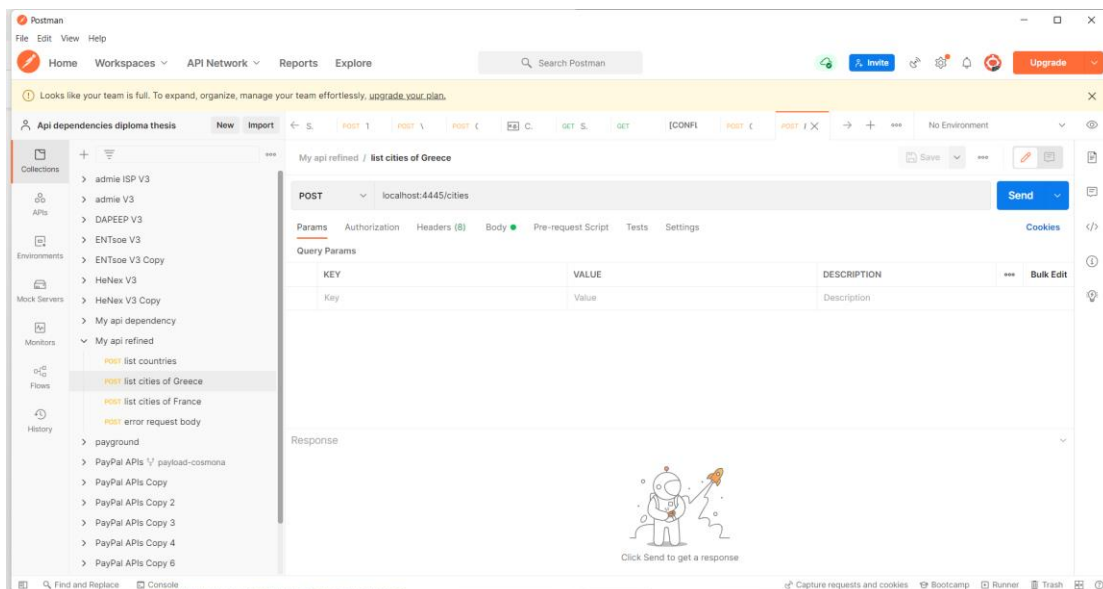 Postman
File Edit View Help
Home Workspaces API Network Reports Explore Search Postman Invite Upgrade
Looks like your team is full. To expand, organize, manage your team effortlessly, upgrade your plan.
Api dependencies diploma thesis New Import S. POST 1 POST \ POST ( C. GET S. GET [CONFL POST ( POST No Environment
Collections
APIs
Environments
Mock Servers
Monitors
Flows
History
admie ISP V3
admie V3
DAPEEP V3
ENTsoe V3
ENTsoe V3 Copy
HeNex V3
HeNex V3 Copy
My api dependency
My api refined
POST list countries
POST list cities of Greece
POST list cities of France
POST error request body
payground
PayPal APIs payload-cosmona
PayPal APIs Copy
PayPal APIs Copy 2
PayPal APIs Copy 3
PayPal APIs Copy 4
PayPal APIs Copy 6
My api refined / list cities of Greece Save
POST localhost:4445/cities Send
Params Authorization Headers (8) Body Pre-request Script Tests Settings Cookies
Query Params
KEY VALUE DESCRIPTION Bulk Edit
Key Value Description
Response
Click Send to get a response
Find and Replace Console Capture requests and cookies Bootcamp Runner Trash